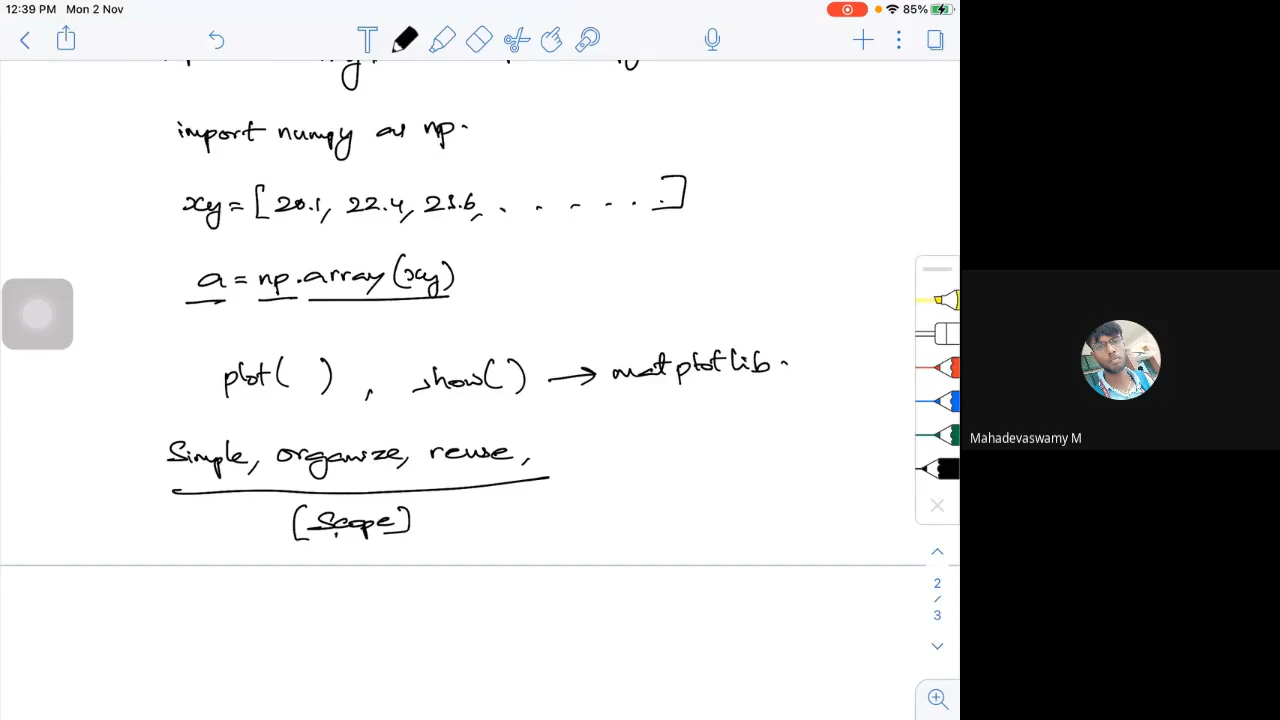 12:39 PM Mon 2 Nov
85%
import numpy as np.
xy = [20.1, 22.4, 23.6, . . . . . . ]
a = np.array(xy)
plot( ) , show( ) → matplotlib.
Simple, organize, reuse,
[Scope]
2
/
3
Mahadevaswamy M